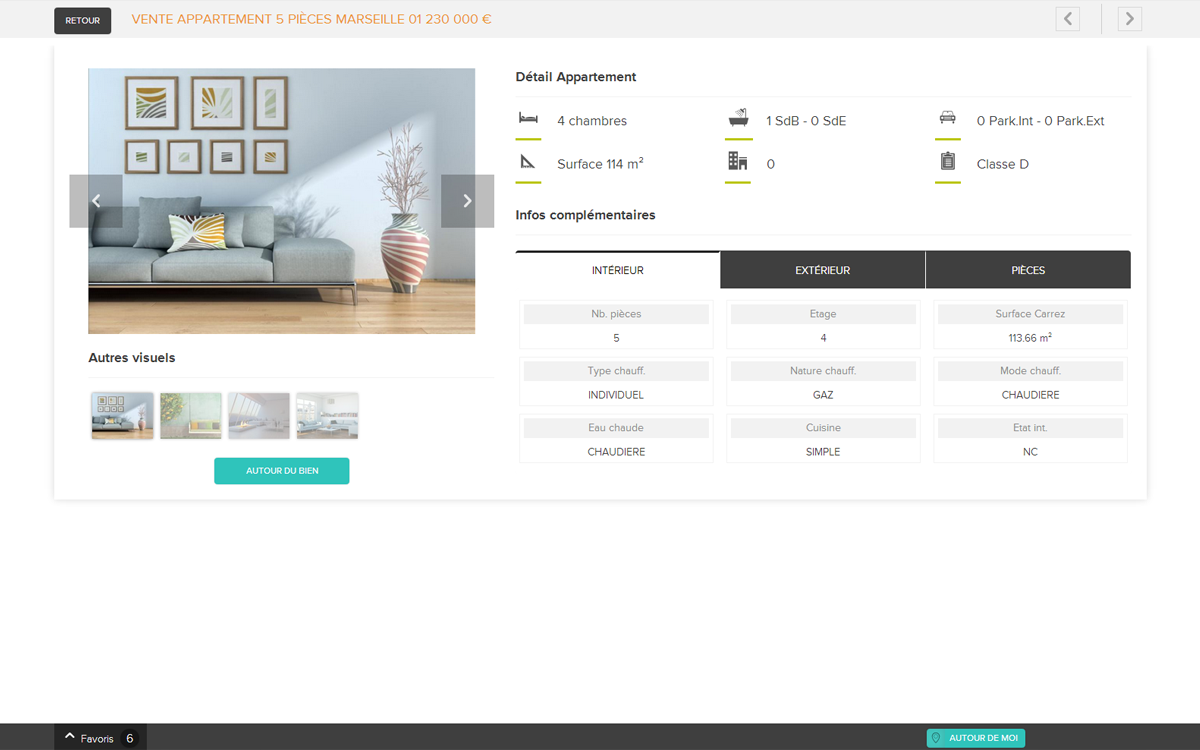 RETOUR
VENTE APPARTEMENT 5 PIÈCES MARSEILLE 01 230 000 €
Détail Appartement
4 chambres
1 SdB - 0 SdE
0 Park.Int - 0 Park.Ext
Surface 114 m²
0
Classe D
Infos complémentaires
INTÉRIEUR
EXTÉRIEUR
PIÈCES
Nb. pièces
Etage
Surface Carrez
5
4
113.66 m²
Type chauff.
Nature chauff.
Mode chauff.
INDIVIDUEL
GAZ
CHAUDIERE
Eau chaude
Cuisine
Etat int.
CHAUDIERE
SIMPLE
NC
Autres visuels
AUTOUR DU BIEN
Favoris 6
AUTOUR DE MOI